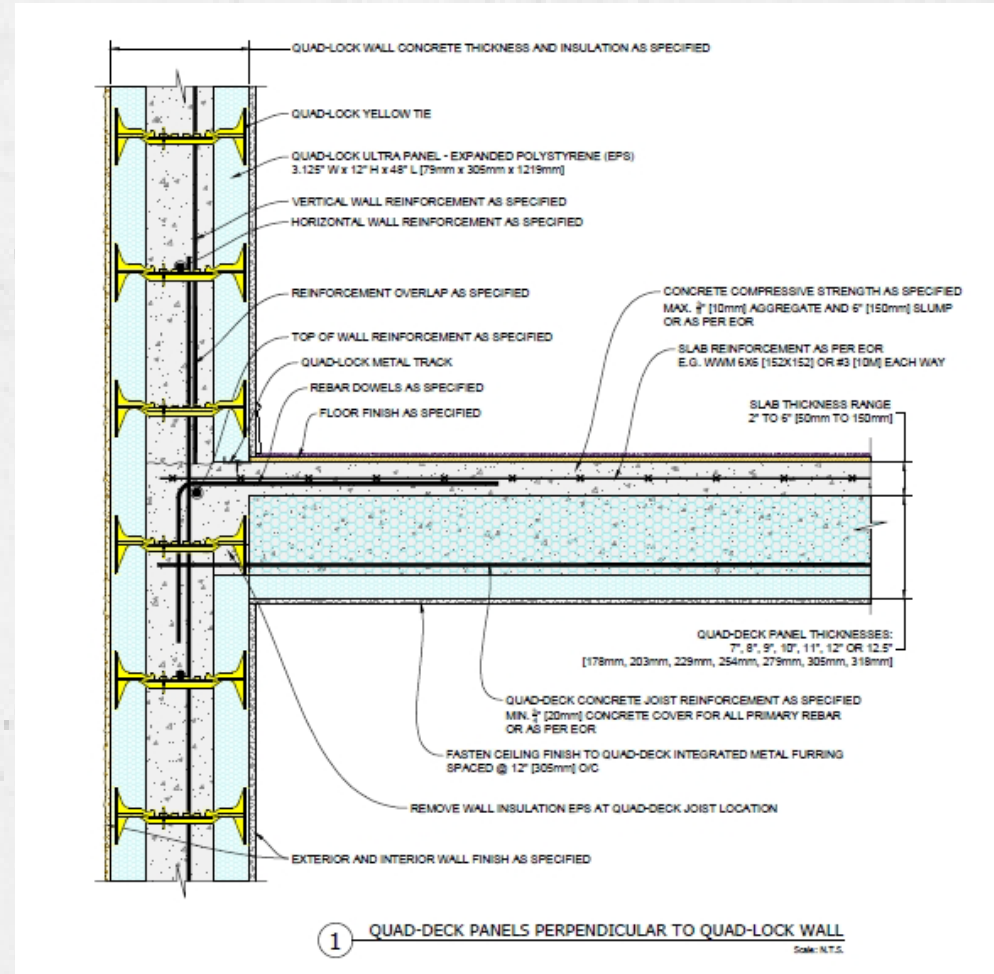 QUAD-LOCK WALL CONCRETE THICKNESS AND INSULATION AS SPECIFIED
QUAD-LOCK YELLOW TIE
QUAD-LOCK ULTRA PANEL - EXPANDED POLYSTYRENE (EPS)
3.125" W x 12" H x 48" L [79mm x 305mm x 1219mm]
VERTICAL WALL REINFORCEMENT AS SPECIFIED
HORIZONTAL WALL REINFORCEMENT AS SPECIFIED
REINFORCEMENT OVERLAP AS SPECIFIED
TOP OF WALL REINFORCEMENT AS SPECIFIED
QUAD-LOCK METAL TRACK
REBAR DOWELS AS SPECIFIED
FLOOR FINISH AS SPECIFIED
CONCRETE COMPRESSIVE STRENGTH AS SPECIFIED
MAX. [10mm] AGGREGATE AND 6" [150mm] SLUMP
OR AS PER EOR
SLAB REINFORCEMENT AS PER EOR
E.G. WWM 6X6 [152X152] OR #3 [10M] EACH WAY
SLAB THICKNESS RANGE
2" TO 6" [50mm TO 150mm]
QUAD-DECK PANEL THICKNESSES:
7", 8", 9", 10", 11", 12" OR 12.5"
[178mm, 203mm, 229mm, 254mm, 279mm, 305mm, 318mm]
QUAD-DECK CONCRETE JOIST REINFORCEMENT AS SPECIFIED
MIN. [20mm] CONCRETE COVER FOR ALL PRIMARY REBAR
OR AS PER EOR
FASTEN CEILING FINISH TO QUAD-DECK INTEGRATED METAL FURRING
SPACED @ 12" [305mm] O/C
REMOVE WALL INSULATION EPS AT QUAD-DECK JOIST LOCATION
EXTERIOR AND INTERIOR WALL FINISH AS SPECIFIED
1 QUAD-DECK PANELS PERPENDICULAR TO QUAD-LOCK WALL
Scale: N.T.S.